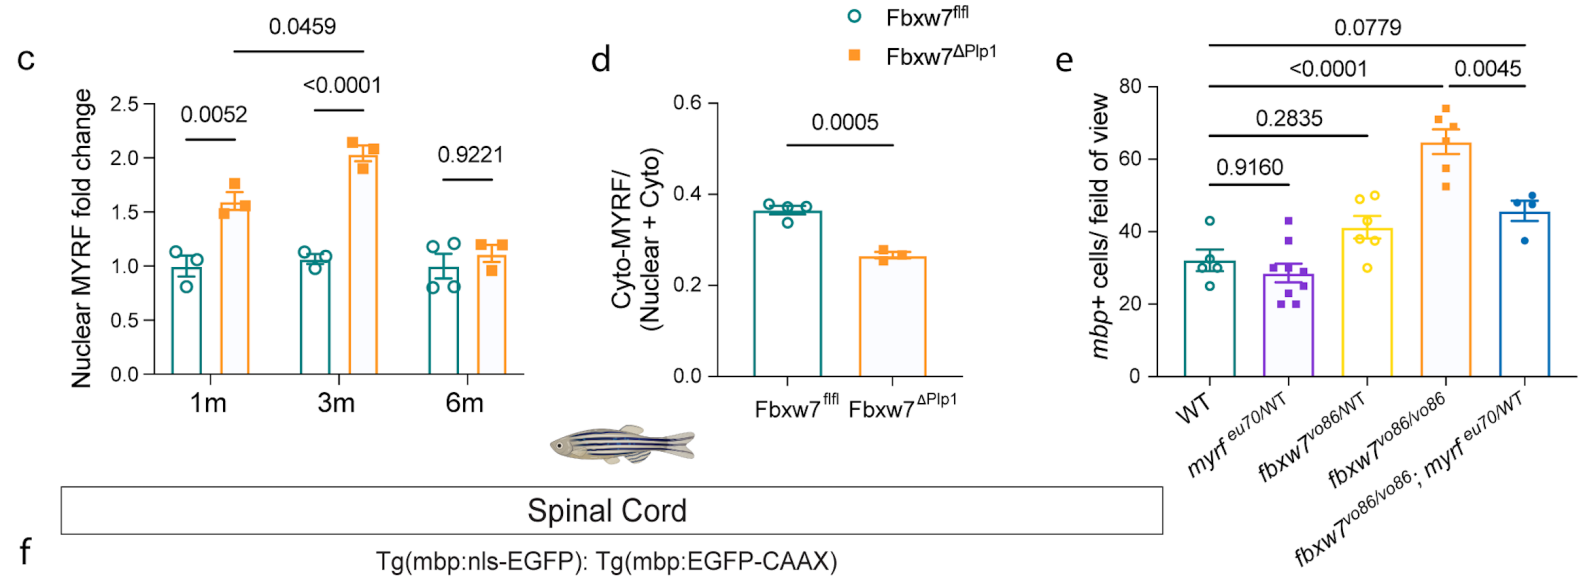 c
0.0459
0.0052
<0.0001
0.9221
Nuclear MYRF fold change
2.5
2.0
1.5
1.0
0.5
0.0
1m
3m
6m
Fbxw7flfl
Fbxw7ΔPlp1
d
0.0005
Cyto-MYRF/
(Nuclear + Cyto)
0.6
0.4
0.2
0.0
Fbxw7flfl
Fbxw7ΔPlp1
e
0.0779
<0.0001
0.0045
0.2835
0.9160
mbp+ cells/ feild of view
80
60
40
20
0
WT
myrf eu70/WT
fbxw7vo86/WT
fbxw7vo86/vo86
fbxw7vo86/vo86; myrf eu70/WT
Spinal Cord
f
Tg(mbp:nls-EGFP): Tg(mbp:EGFP-CAAX)